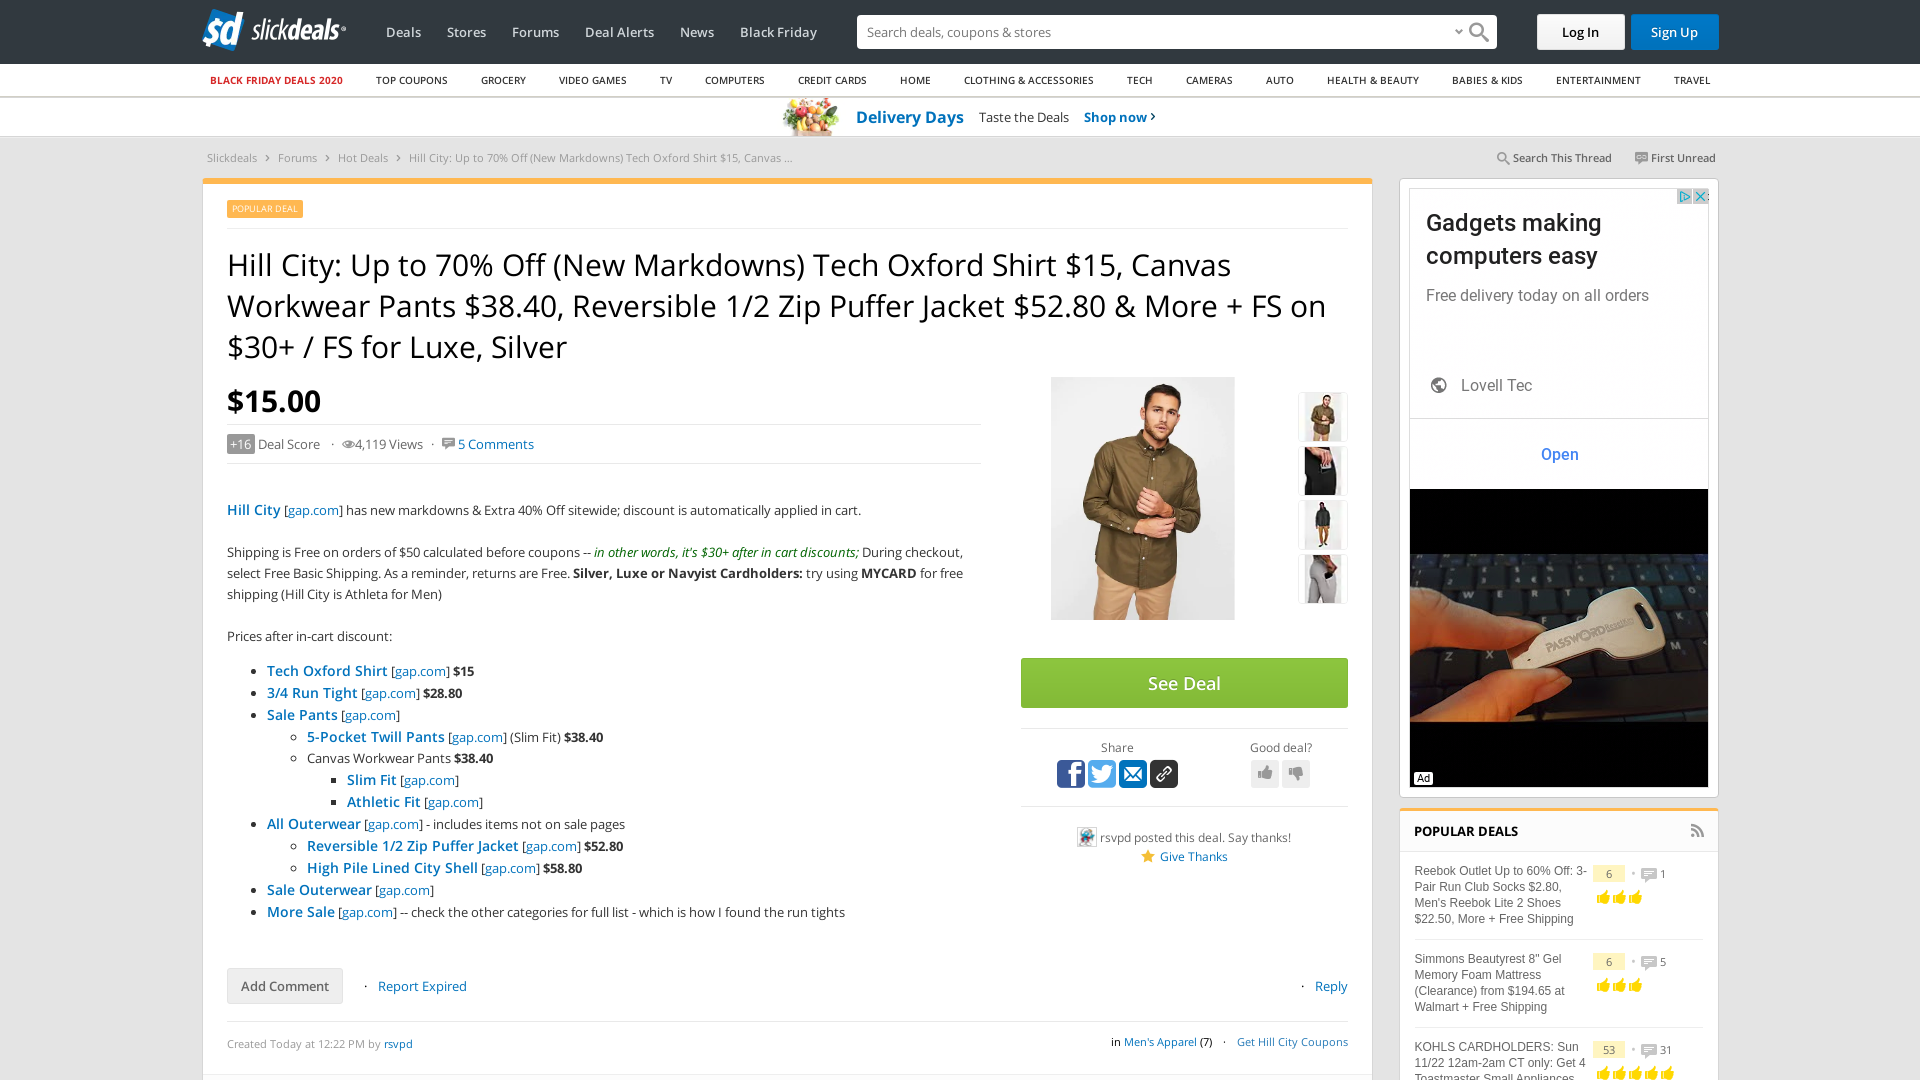 slickdeals
Deals
Stores
Forums
Deal Alerts
News
Black Friday
Search deals, coupons & stores
Log In
Sign Up
BLACK FRIDAY DEALS 2020
TOP COUPONS
GROCERY
VIDEO GAMES
TV
COMPUTERS
CREDIT CARDS
HOME
CLOTHING & ACCESSORIES
TECH
CAMERAS
AUTO
HEALTH & BEAUTY
BABIES & KIDS
ENTERTAINMENT
TRAVEL
Delivery Days Taste the Deals Shop now ›
Slickdeals › Forums › Hot Deals › Hill City: Up to 70% Off (New Markdowns) Tech Oxford Shirt $15, Canvas ...
Search This Thread
First Unread
POPULAR DEAL
Hill City: Up to 70% Off (New Markdowns) Tech Oxford Shirt $15, Canvas
Workwear Pants $38.40, Reversible 1/2 Zip Puffer Jacket $52.80 & More + FS on
$30+ / FS for Luxe, Silver
$15.00
+16 Deal Score · 4,119 Views · 5 Comments
Hill City [gap.com] has new markdowns & Extra 40% Off sitewide; discount is automatically applied in cart.
Shipping is Free on orders of $50 calculated before coupons -- in other words, it's $30+ after in cart discounts; During checkout,
select Free Basic Shipping. As a reminder, returns are Free. Silver, Luxe or Navyist Cardholders: try using MYCARD for free
shipping (Hill City is Athleta for Men)
Prices after in-cart discount:
Tech Oxford Shirt [gap.com] $15
3/4 Run Tight [gap.com] $28.80
Sale Pants [gap.com]
5-Pocket Twill Pants [gap.com] (Slim Fit) $38.40
Canvas Workwear Pants $38.40
Slim Fit [gap.com]
Athletic Fit [gap.com]
All Outerwear [gap.com] - includes items not on sale pages
Reversible 1/2 Zip Puffer Jacket [gap.com] $52.80
High Pile Lined City Shell [gap.com] $58.80
Sale Outerwear [gap.com]
More Sale [gap.com] -- check the other categories for full list - which is how I found the run tights
See Deal
Share
Good deal?
rsvpd posted this deal. Say thanks!
Give Thanks
Add Comment · Report Expired
· Reply
Created Today at 12:22 PM by rsvpd
in Men's Apparel (7) · Get Hill City Coupons
Gadgets making
computers easy
Free delivery today on all orders
Lovell Tec
Open
PASSWORD
Ad
POPULAR DEALS
Reebok Outlet Up to 60% Off: 3-
Pair Run Club Socks $2.80,
Men's Reebok Lite 2 Shoes
$22.50, More + Free Shipping
6 • 1
Simmons Beautyrest 8" Gel
Memory Foam Mattress
(Clearance) from $194.65 at
Walmart + Free Shipping
6 • 5
KOHLS CARDHOLDERS: Sun
11/22 12am-2am CT only: Get 4
Toastmaster Small Appliances
53 • 31